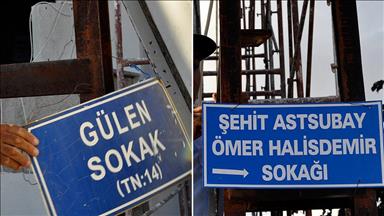 GÜLEN
SOKAK
(TN:14)
ŞEHİT ASTSUBAY
ÖMER HALİSDEMİR
SOKAĞI